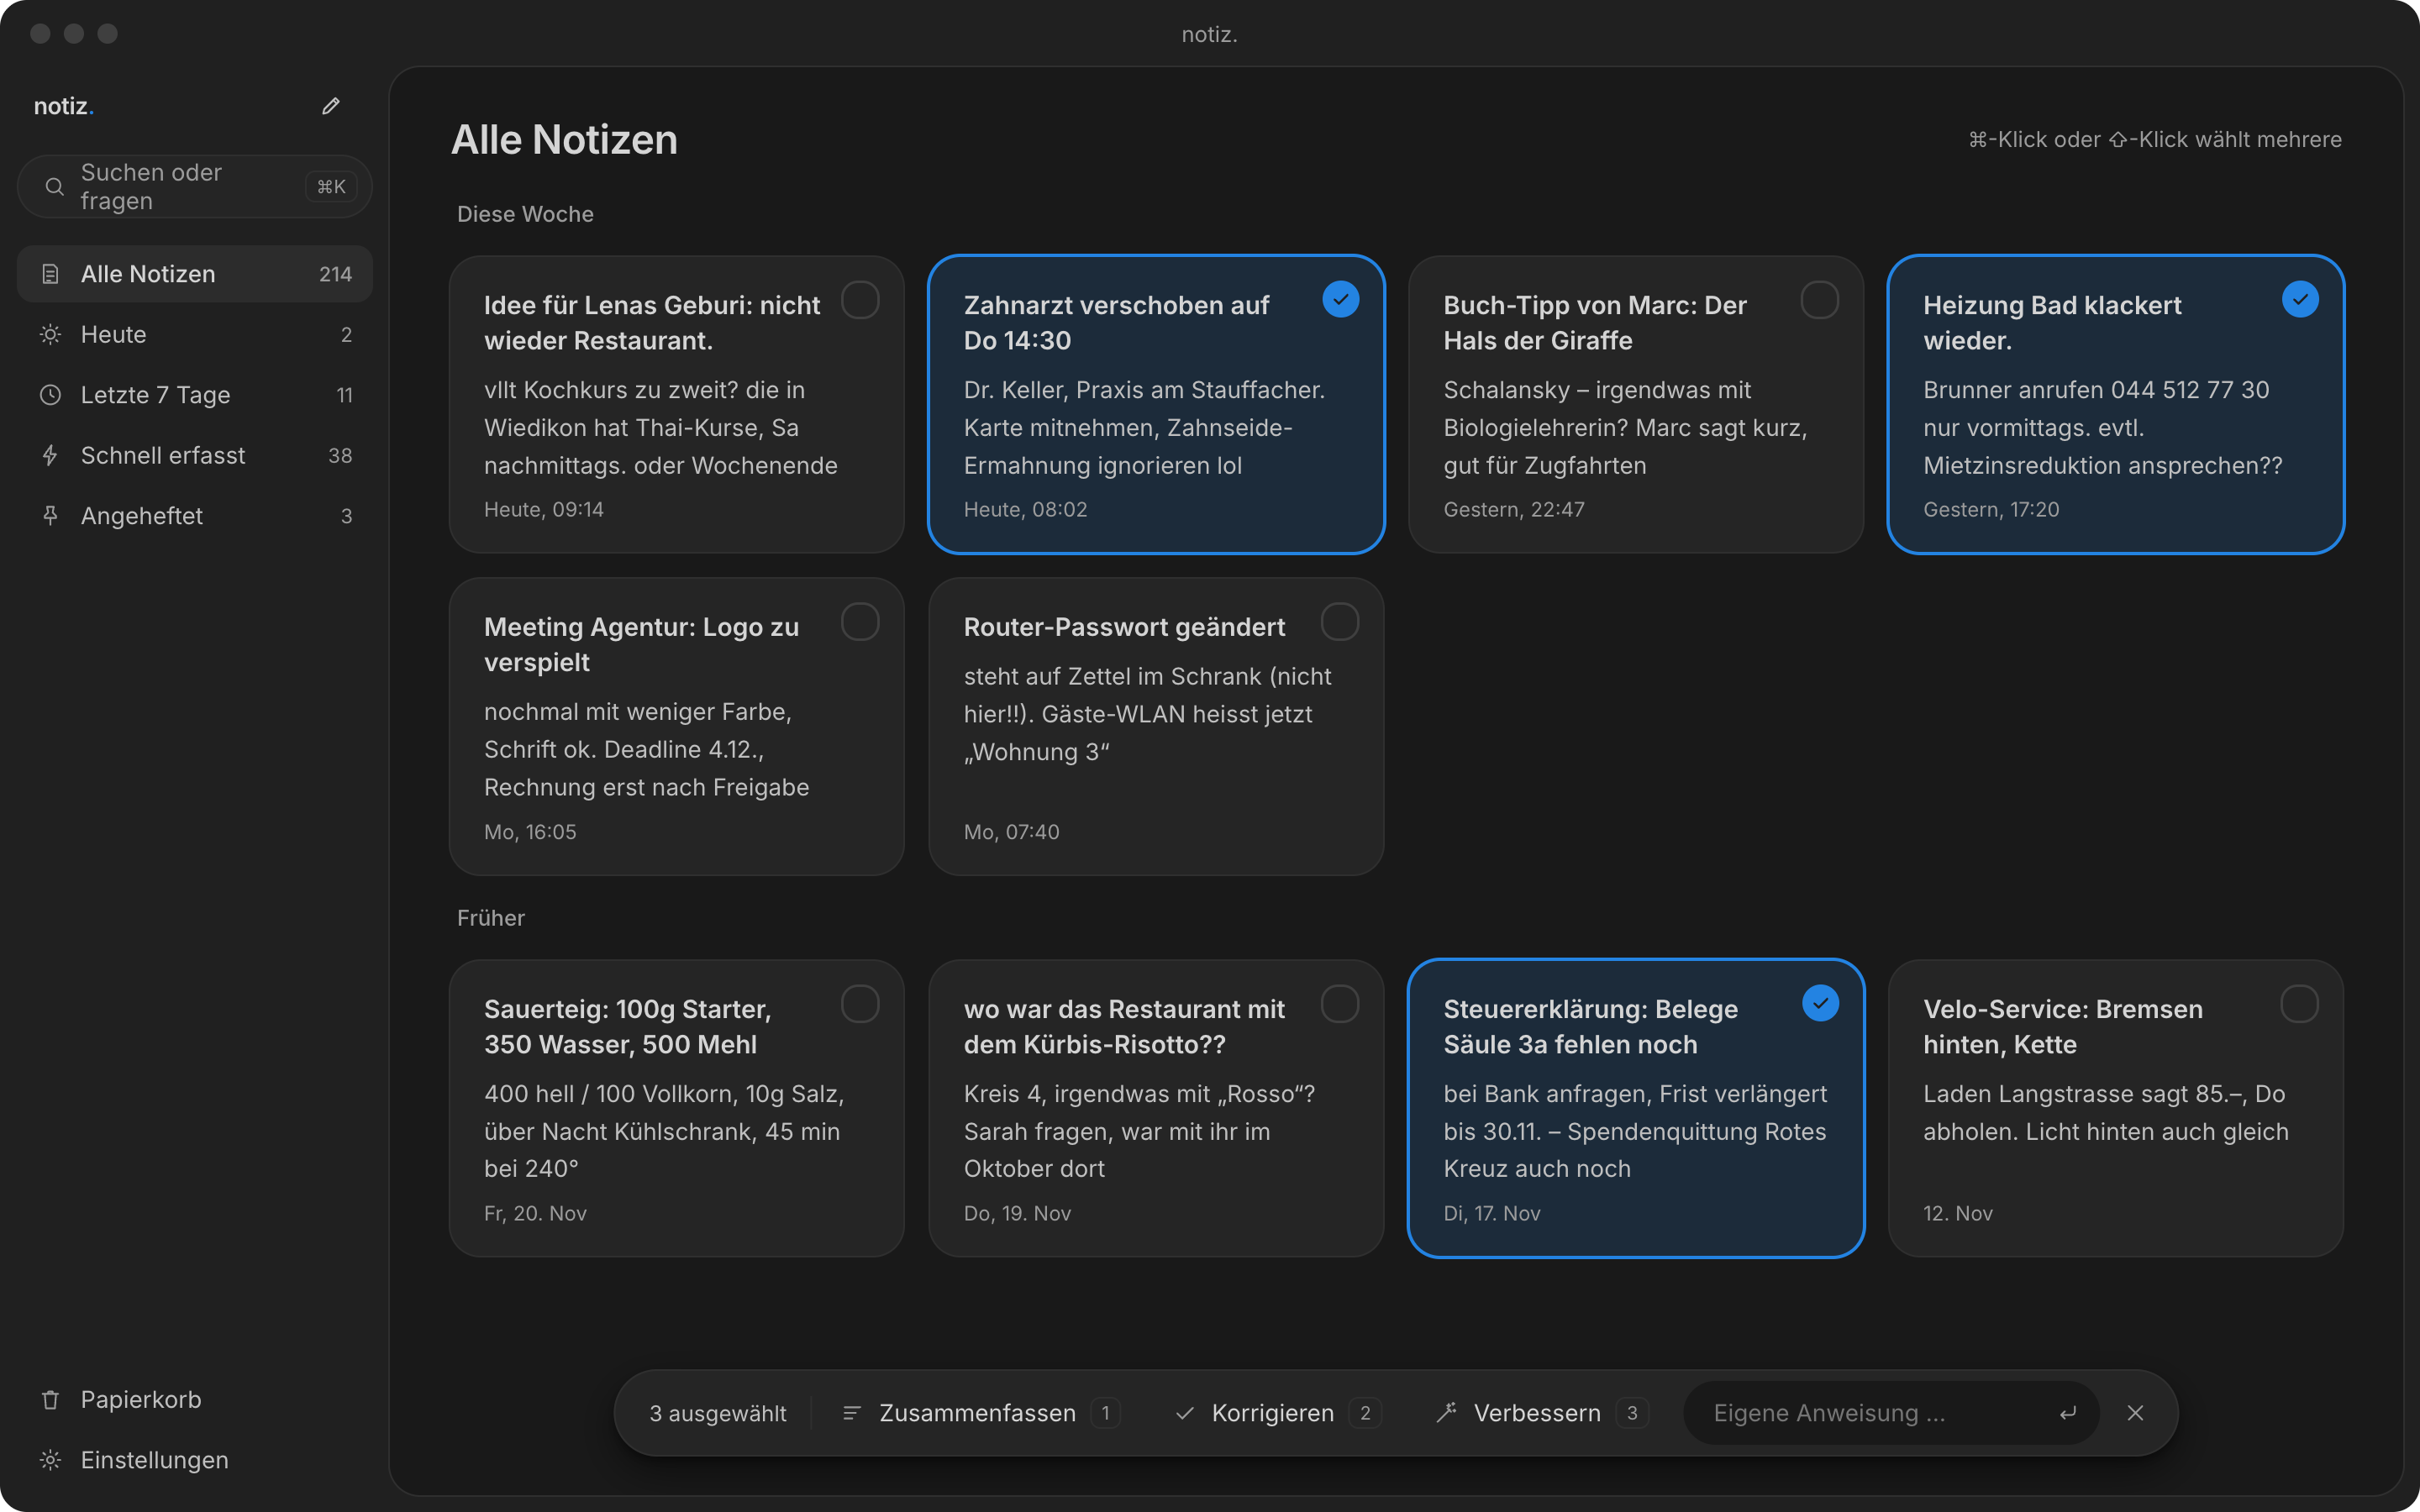 notiz.
notiz.
Suchen oder
fragen
⌘K
Alle Notizen 214
Heute 2
Letzte 7 Tage 11
Schnell erfasst 38
Angeheftet 3
Papierkorb
Einstellungen
Alle Notizen
⌘-Klick oder ⇧-Klick wählt mehrere
Diese Woche
Idee für Lenas Geburi: nicht
wieder Restaurant.
vllt Kochkurs zu zweit? die in
Wiedikon hat Thai-Kurse, Sa
nachmittags. oder Wochenende
Heute, 09:14
Zahnarzt verschoben auf
Do 14:30
Dr. Keller, Praxis am Stauffacher.
Karte mitnehmen, Zahnseide-
Ermahnung ignorieren lol
Heute, 08:02
Buch-Tipp von Marc: Der
Hals der Giraffe
Schalansky – irgendwas mit
Biologielehrerin? Marc sagt kurz,
gut für Zugfahrten
Gestern, 22:47
Heizung Bad klackert
wieder.
Brunner anrufen 044 512 77 30
nur vormittags. evtl.
Mietzinsreduktion ansprechen??
Gestern, 17:20
Meeting Agentur: Logo zu
verspielt
nochmal mit weniger Farbe,
Schrift ok. Deadline 4.12.,
Rechnung erst nach Freigabe
Mo, 16:05
Router-Passwort geändert
steht auf Zettel im Schrank (nicht
hier!!). Gäste-WLAN heisst jetzt
„Wohnung 3“
Mo, 07:40
Früher
Sauerteig: 100g Starter,
350 Wasser, 500 Mehl
400 hell / 100 Vollkorn, 10g Salz,
über Nacht Kühlschrank, 45 min
bei 240°
Fr, 20. Nov
wo war das Restaurant mit
dem Kürbis-Risotto??
Kreis 4, irgendwas mit „Rosso“?
Sarah fragen, war mit ihr im
Oktober dort
Do, 19. Nov
Steuererklärung: Belege
Säule 3a fehlen noch
bei Bank anfragen, Frist verlängert
bis 30.11. – Spendenquittung Rotes
Kreuz auch noch
Di, 17. Nov
Velo-Service: Bremsen
hinten, Kette
Laden Langstrasse sagt 85.–, Do
abholen. Licht hinten auch gleich
12. Nov
3 ausgewählt Zusammenfassen 1 Korrigieren 2 Verbessern 3 Eigene Anweisung ...